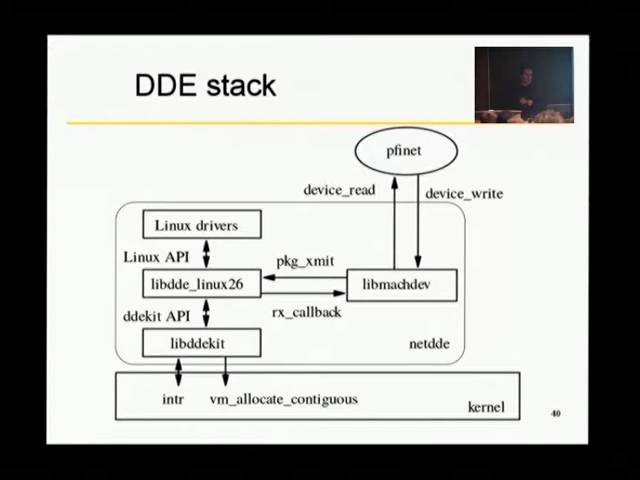 DDE stack
pfinet
device_read
device_write
Linux drivers
Linux API
pkg_xmit
libdde_linux26
libmachdev
rx_callback
ddekit API
libddekit
netdde
intr
vm_allocate_contiguous
kernel
40